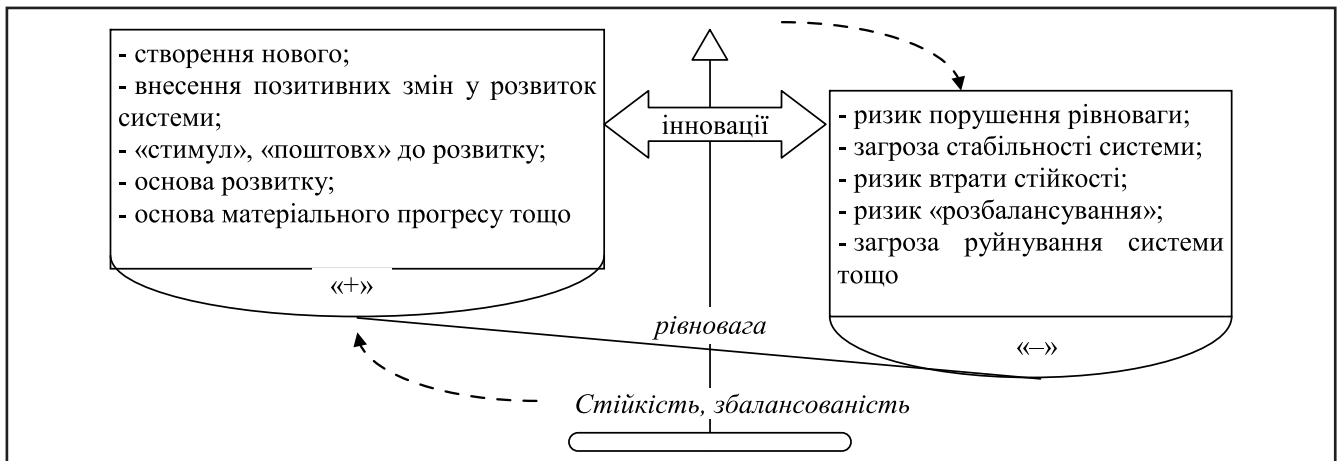 - створення нового;
- внесення позитивних змін у розвиток
системи;
- «стимул», «поштовх» до розвитку;
- основа розвитку;
- основа матеріального прогресу тощо
«+»
інновації
- ризик порушення рівноваги;
- загроза стабільності системи;
- ризик втрати стійкості;
- ризик «розбалансування»;
- загроза руйнування системи
тощо
«–»
рівновага
Стійкість, збалансованість